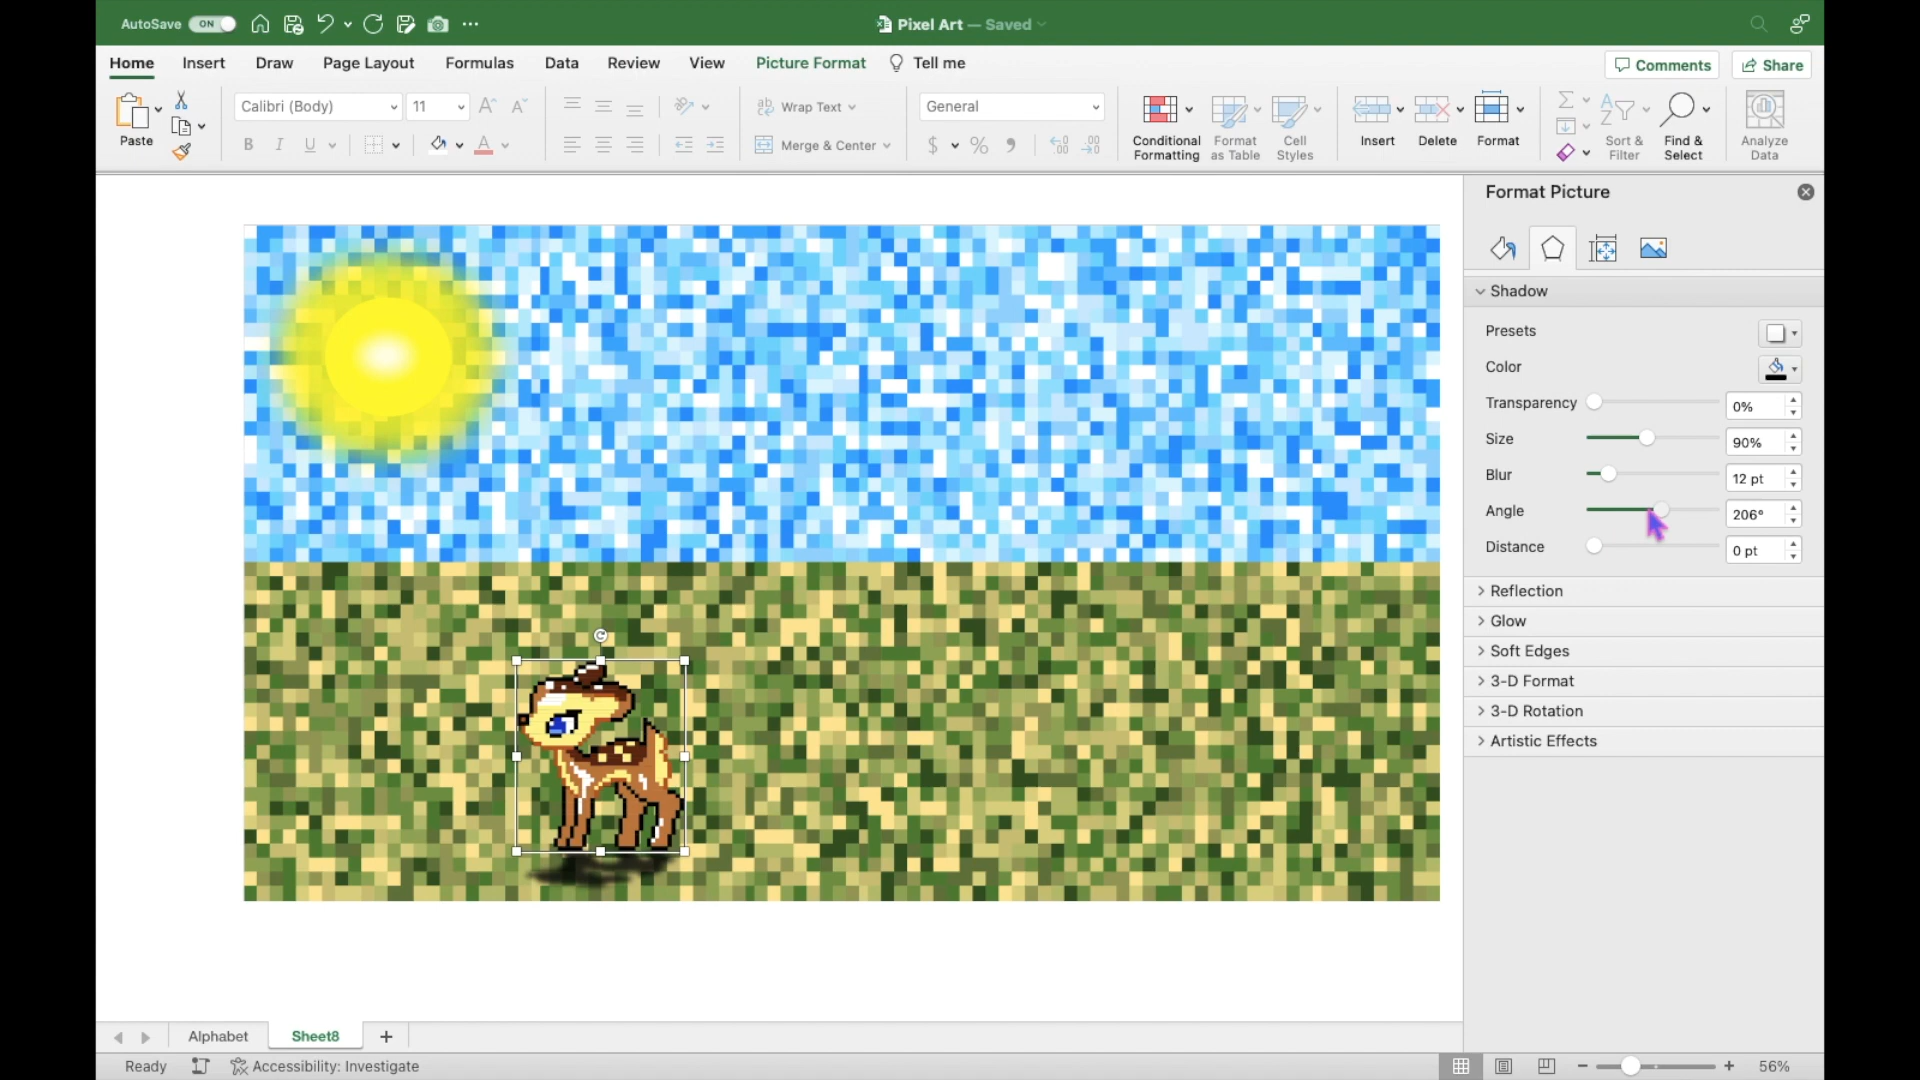 AutoSave ON Pixel Art — Saved
Home Insert Draw Page Layout Formulas Data Review View Picture Format Tell me Comments Share
Paste
Calibri (Body) 11
B I U A
ab Wrap Text
Merge & Center
General
$ % 9
Conditional Formatting
Format as Table
Cell Styles
Insert
Delete
Format
Sort & Filter
Find & Select
Analyze Data
Format Picture
Shadow
Presets
Color
Transparency 0%
Size 90%
Blur 12 pt
Angle 206°
Distance 0 pt
Reflection
Glow
Soft Edges
3-D Format
3-D Rotation
Artistic Effects
Alphabet Sheet8 +
Ready Accessibility: Investigate − + 56%